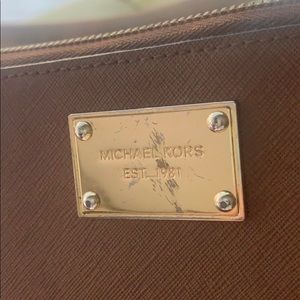 MICHAEL KORS
EST. 1981